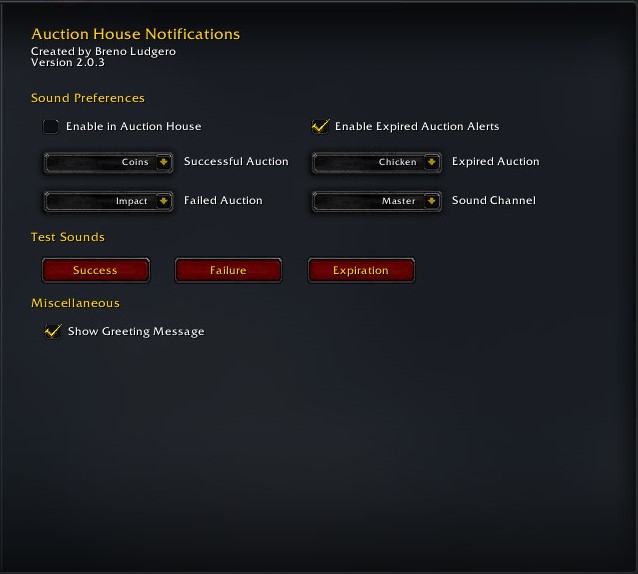 Auction House Notifications
Created by Breno Ludgero
Version 2.0.3
Sound Preferences
Enable in Auction House
Enable Expired Auction Alerts
Coins
Successful Auction
Chicken
Expired Auction
Impact
Failed Auction
Master
Sound Channel
Test Sounds
Success
Failure
Expiration
Miscellaneous
Show Greeting Message